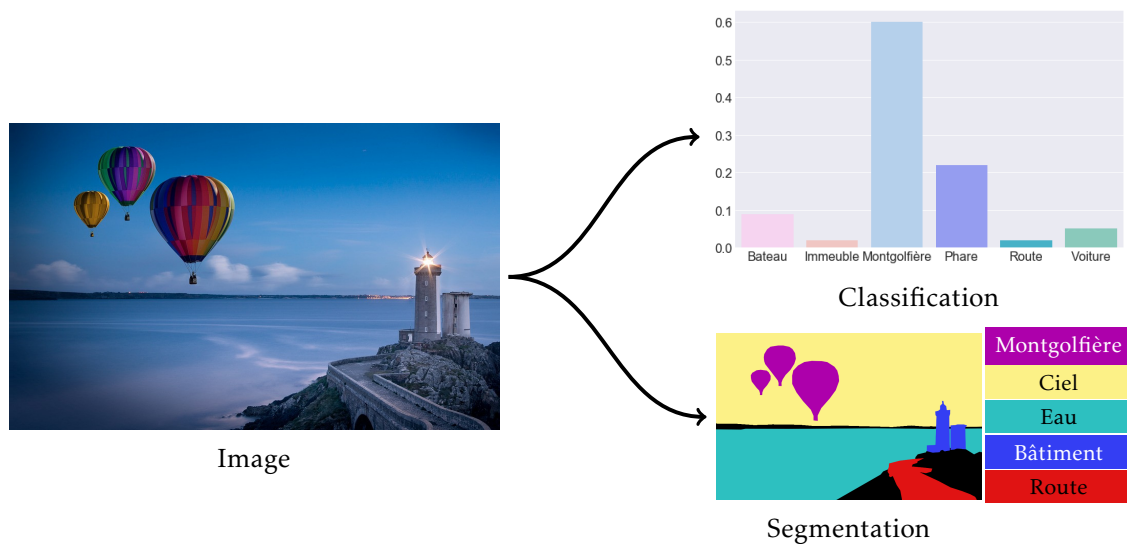 0.6
0.5
0.4
0.3
0.2
0.1
0.0
Bateau Immeuble Montgolfière Phare Route Voiture
Classification
Image
Montgolfière
Ciel
Eau
Bâtiment
Route
Segmentation